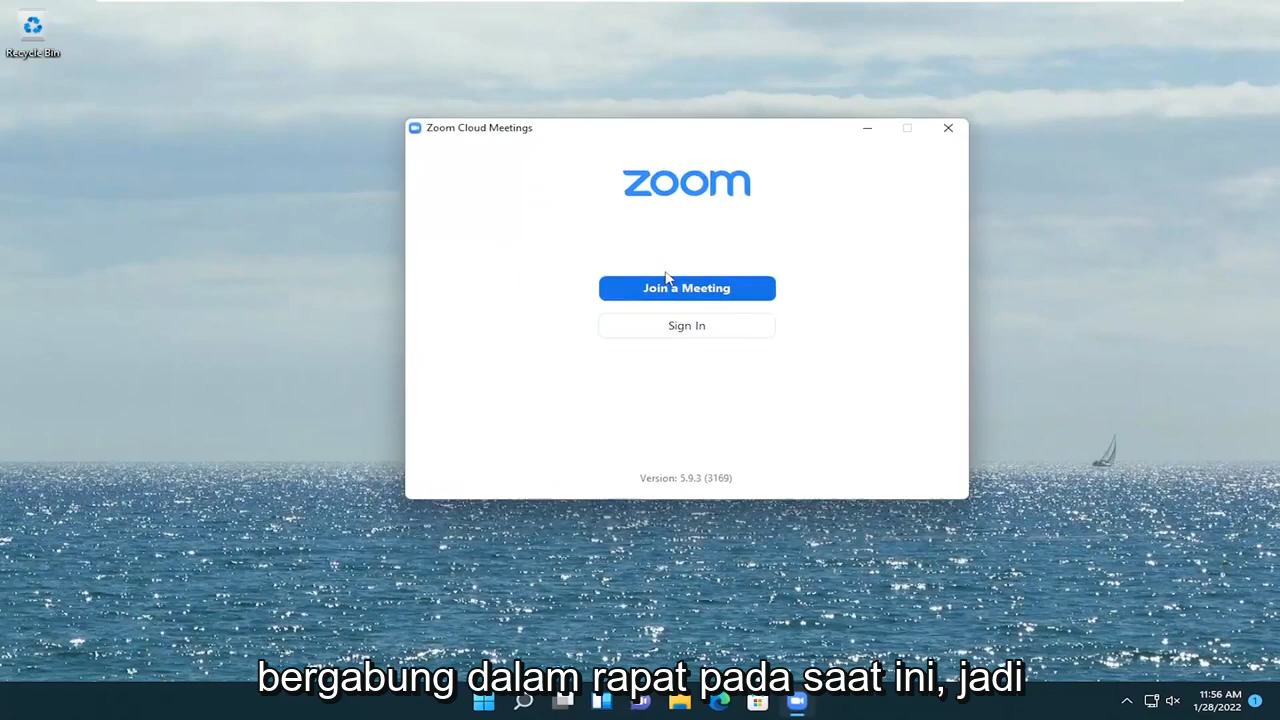 Recycle Bin
Zoom Cloud Meetings
zoom
Join a Meeting
Sign In
Version: 5.9.3 (3169)
bergabung dalam rapat pada saat ini, jadi
11:56 AM
1/28/2022
1